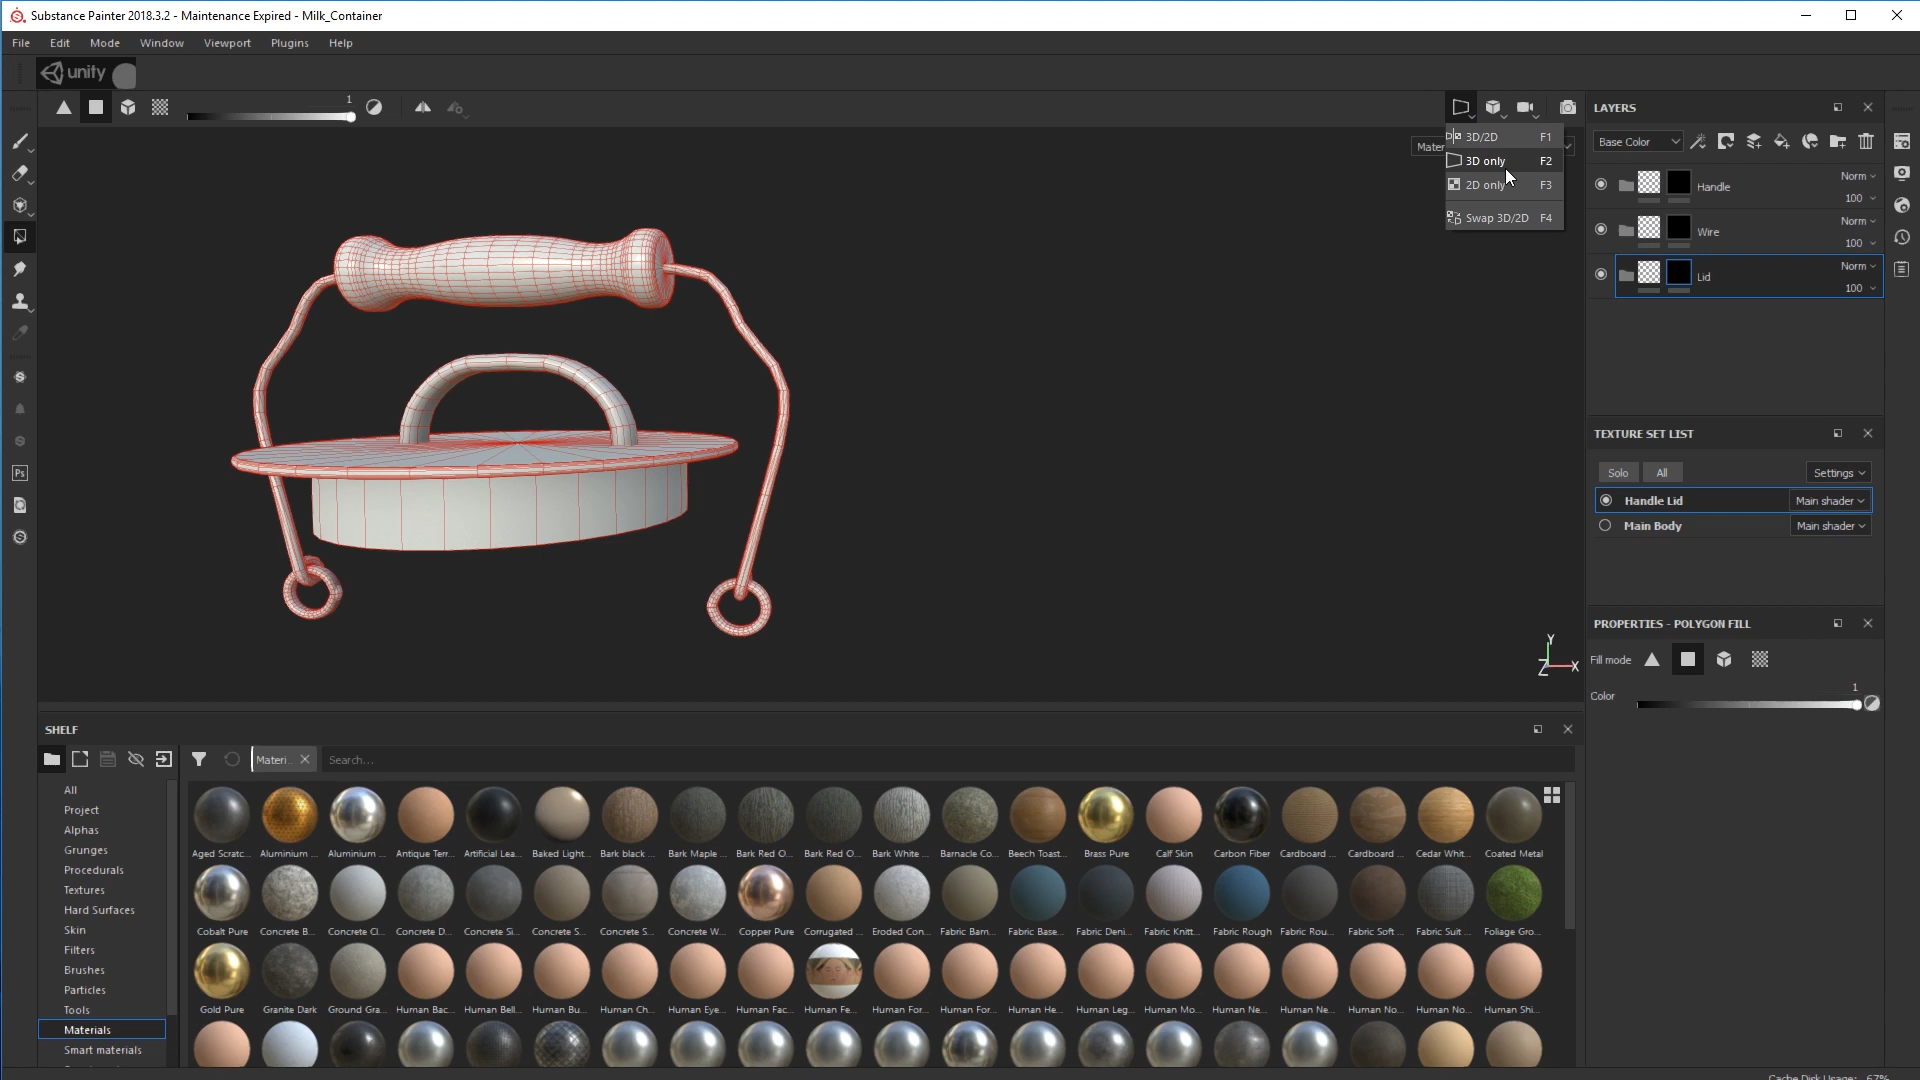 Substance Painter 2018.3.2 - Maintenance Expired - Milk_Container
File Edit Mode Window Viewport Plugins Help
unity
1
Mater
3D/2D F1
3D only F2
2D only F3
Swap 3D/2D F4
Y
Z X
LAYERS
Base Color
Handle Norm 100
Wire Norm 100
Lid Norm 100
TEXTURE SET LIST
Solo All Settings
Handle Lid Main shader
Main Body Main shader
PROPERTIES - POLYGON FILL
Fill mode
Color 1
SHELF
Ps
Materi.. Search...
All
Project
Alphas
Grunges
Procedurals
Textures
Hard Surfaces
Skin
Filters
Brushes
Particles
Tools
Materials
Smart materials
Aged Scratc... Aluminium ... Aluminium ... Antique Terr... Artificial Lea... Baked Light... Bark black ... Bark Maple ... Bark Red O... Bark Red O... Bark White ... Barnacle Co... Beech Toast... Brass Pure Calf Skin Carbon Fiber Cardboard ... Cardboard ... Cedar Whit... Coated Metal
Cobalt Pure Concrete B... Concrete Cl... Concrete D... Concrete Si... Concrete S... Concrete S... Concrete W... Copper Pure Corrugated ... Eroded Con... Fabric Bam... Fabric Base... Fabric Deni... Fabric Knitt... Fabric Rough Fabric Rou... Fabric Soft ... Fabric Suit ... Foliage Gro...
Gold Pure Granite Dark Ground Gra... Human Bac... Human Bell... Human Bu... Human Ch... Human Eye... Human Fac... Human Fe... Human For... Human For... Human He... Human Leg... Human Mo... Human Ne... Human Ne... Human No... Human No... Human Shi...
Cache Disk Usage: 67%